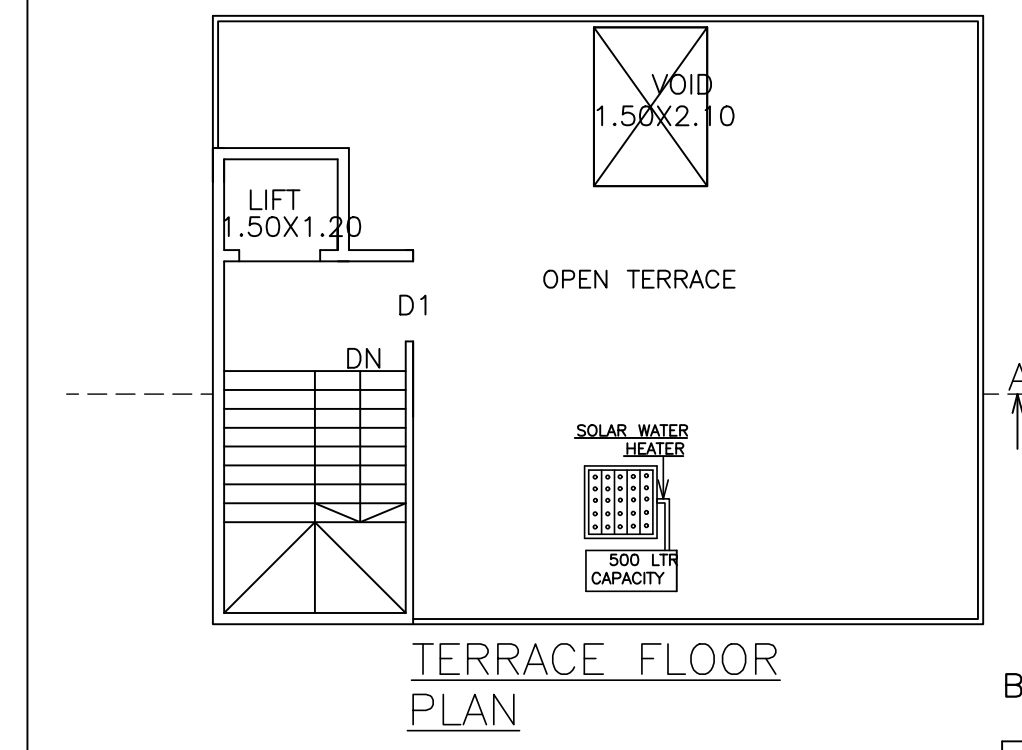 VOID
1.50X2.10
LIFT
1.50X1.20
OPEN TERRACE
D1
DN
A
SOLAR WATER
HEATER
500 LTR
CAPACITY
TERRACE FLOOR
PLAN
B